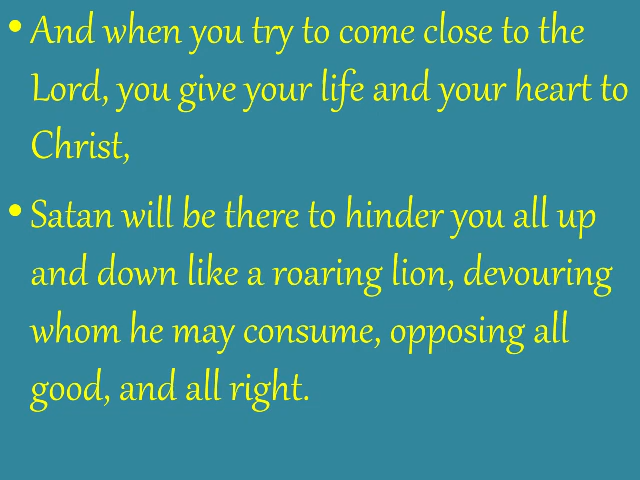 • And when you try to come close to the
Lord, you give your life and your heart to
Christ,
• Satan will be there to hinder you all up
and down like a roaring lion, devouring
whom he may consume, opposing all
good, and all right.